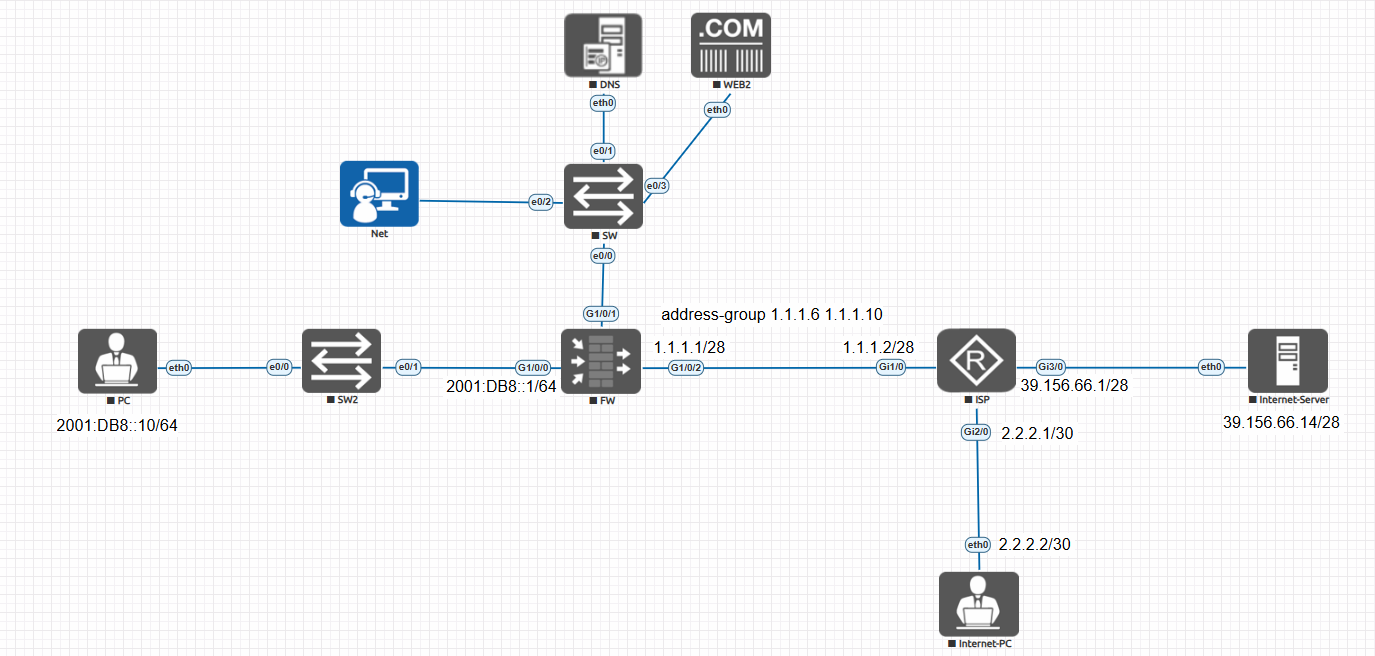 .COM
DNS
WEB2
eth0
eth0
e0/1
e0/3
e0/2
Net
SW
e0/0
G1/0/1
address-group 1.1.1.6 1.1.1.10
1.1.1.1/28
1.1.1.2/28
eth0
e0/0
e0/1
G1/0/0
G1/0/2
Gi1/0
R
Gi3/0
eth0
2001:DB8::1/64
39.156.66.1/28
PC
SW2
FW
ISP
Internet-Server
2001:DB8::10/64
39.156.66.14/28
Gi2/0
2.2.2.1/30
eth0
2.2.2.2/30
Internet-PC